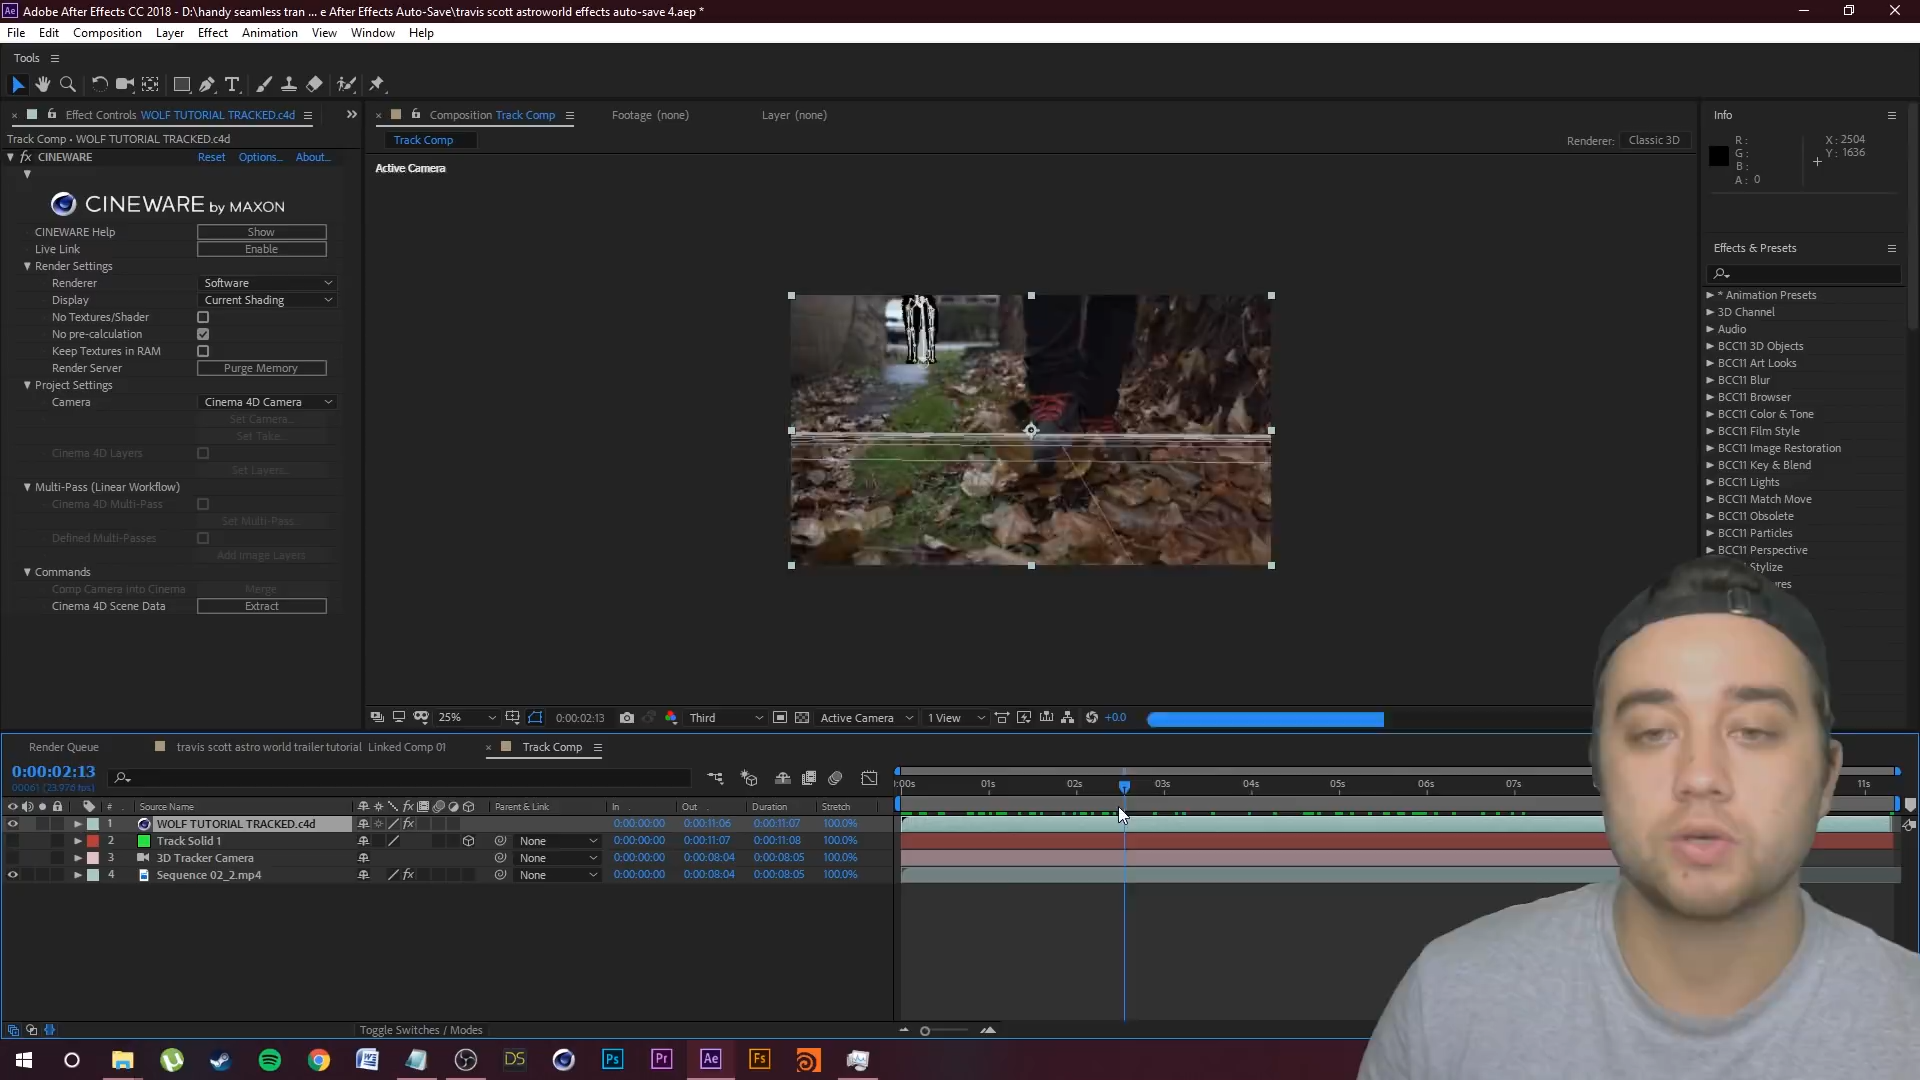 Adobe After Effects CC 2018 - D:\handy seamless tran ... e After Effects Auto-Save\travis scott astroworld effects auto-save 4.aep *
File Edit Composition Layer Effect Animation View Window Help
Tools
Effect Controls WOLF TUTORIAL TRACKED.c4d
Composition Track Comp
Footage (none)
Layer (none)
Info
Track Comp • WOLF TUTORIAL TRACKED.c4d
Track Comp
Renderer: Classic 3D
R :
G :
B :
A : 0
X : 2504
Y : 1636
fx CINEWARE Reset Options... About...
Active Camera
CINEWARE by MAXON
CINEWARE Help Show
Live Link Enable
Render Settings
Renderer Software
Display Current Shading
No Textures/Shader
No pre-calculation
Keep Textures in RAM
Render Server Purge Memory
Project Settings
Camera Cinema 4D Camera
Set Camera...
Set Take...
Cinema 4D Layers
Set Layers...
Multi-Pass (Linear Workflow)
Cinema 4D Multi-Pass
Set Multi-Pass...
Defined Multi-Passes
Add Image Layers
Commands
Comp Camera into Cinema Merge
Cinema 4D Scene Data Extract
Effects & Presets
* Animation Presets
3D Channel
Audio
BCC11 3D Objects
BCC11 Art Looks
BCC11 Blur
BCC11 Browser
BCC11 Color & Tone
BCC11 Film Style
BCC11 Image Restoration
BCC11 Key & Blend
BCC11 Lights
BCC11 Match Move
BCC11 Obsolete
BCC11 Particles
BCC11 Perspective
Stylize
25% 0:00:02:13 Third Active Camera 1 View +0.0
Render Queue
travis scott astro world trailer tutorial Linked Comp 01
Track Comp
0:00:02:13
00061 (23.976 fps)
:00s 01s 02s 03s 04s 05s 06s 07s 11s
# Source Name fx Parent & Link In Out Duration Stretch
1 WOLF TUTORIAL TRACKED.c4d fx 0:00:00:00 0:00:11:06 0:00:11:07 100.0%
2 Track Solid 1 None 0:00:00:00 0:00:11:07 0:00:11:08 100.0%
3 3D Tracker Camera None 0:00:00:00 0:00:08:04 0:00:08:05 100.0%
4 Sequence 02_2.mp4 fx None 0:00:00:00 0:00:08:04 0:00:08:05 100.0%
Toggle Switches / Modes
DS Ps Pr Ae Fs